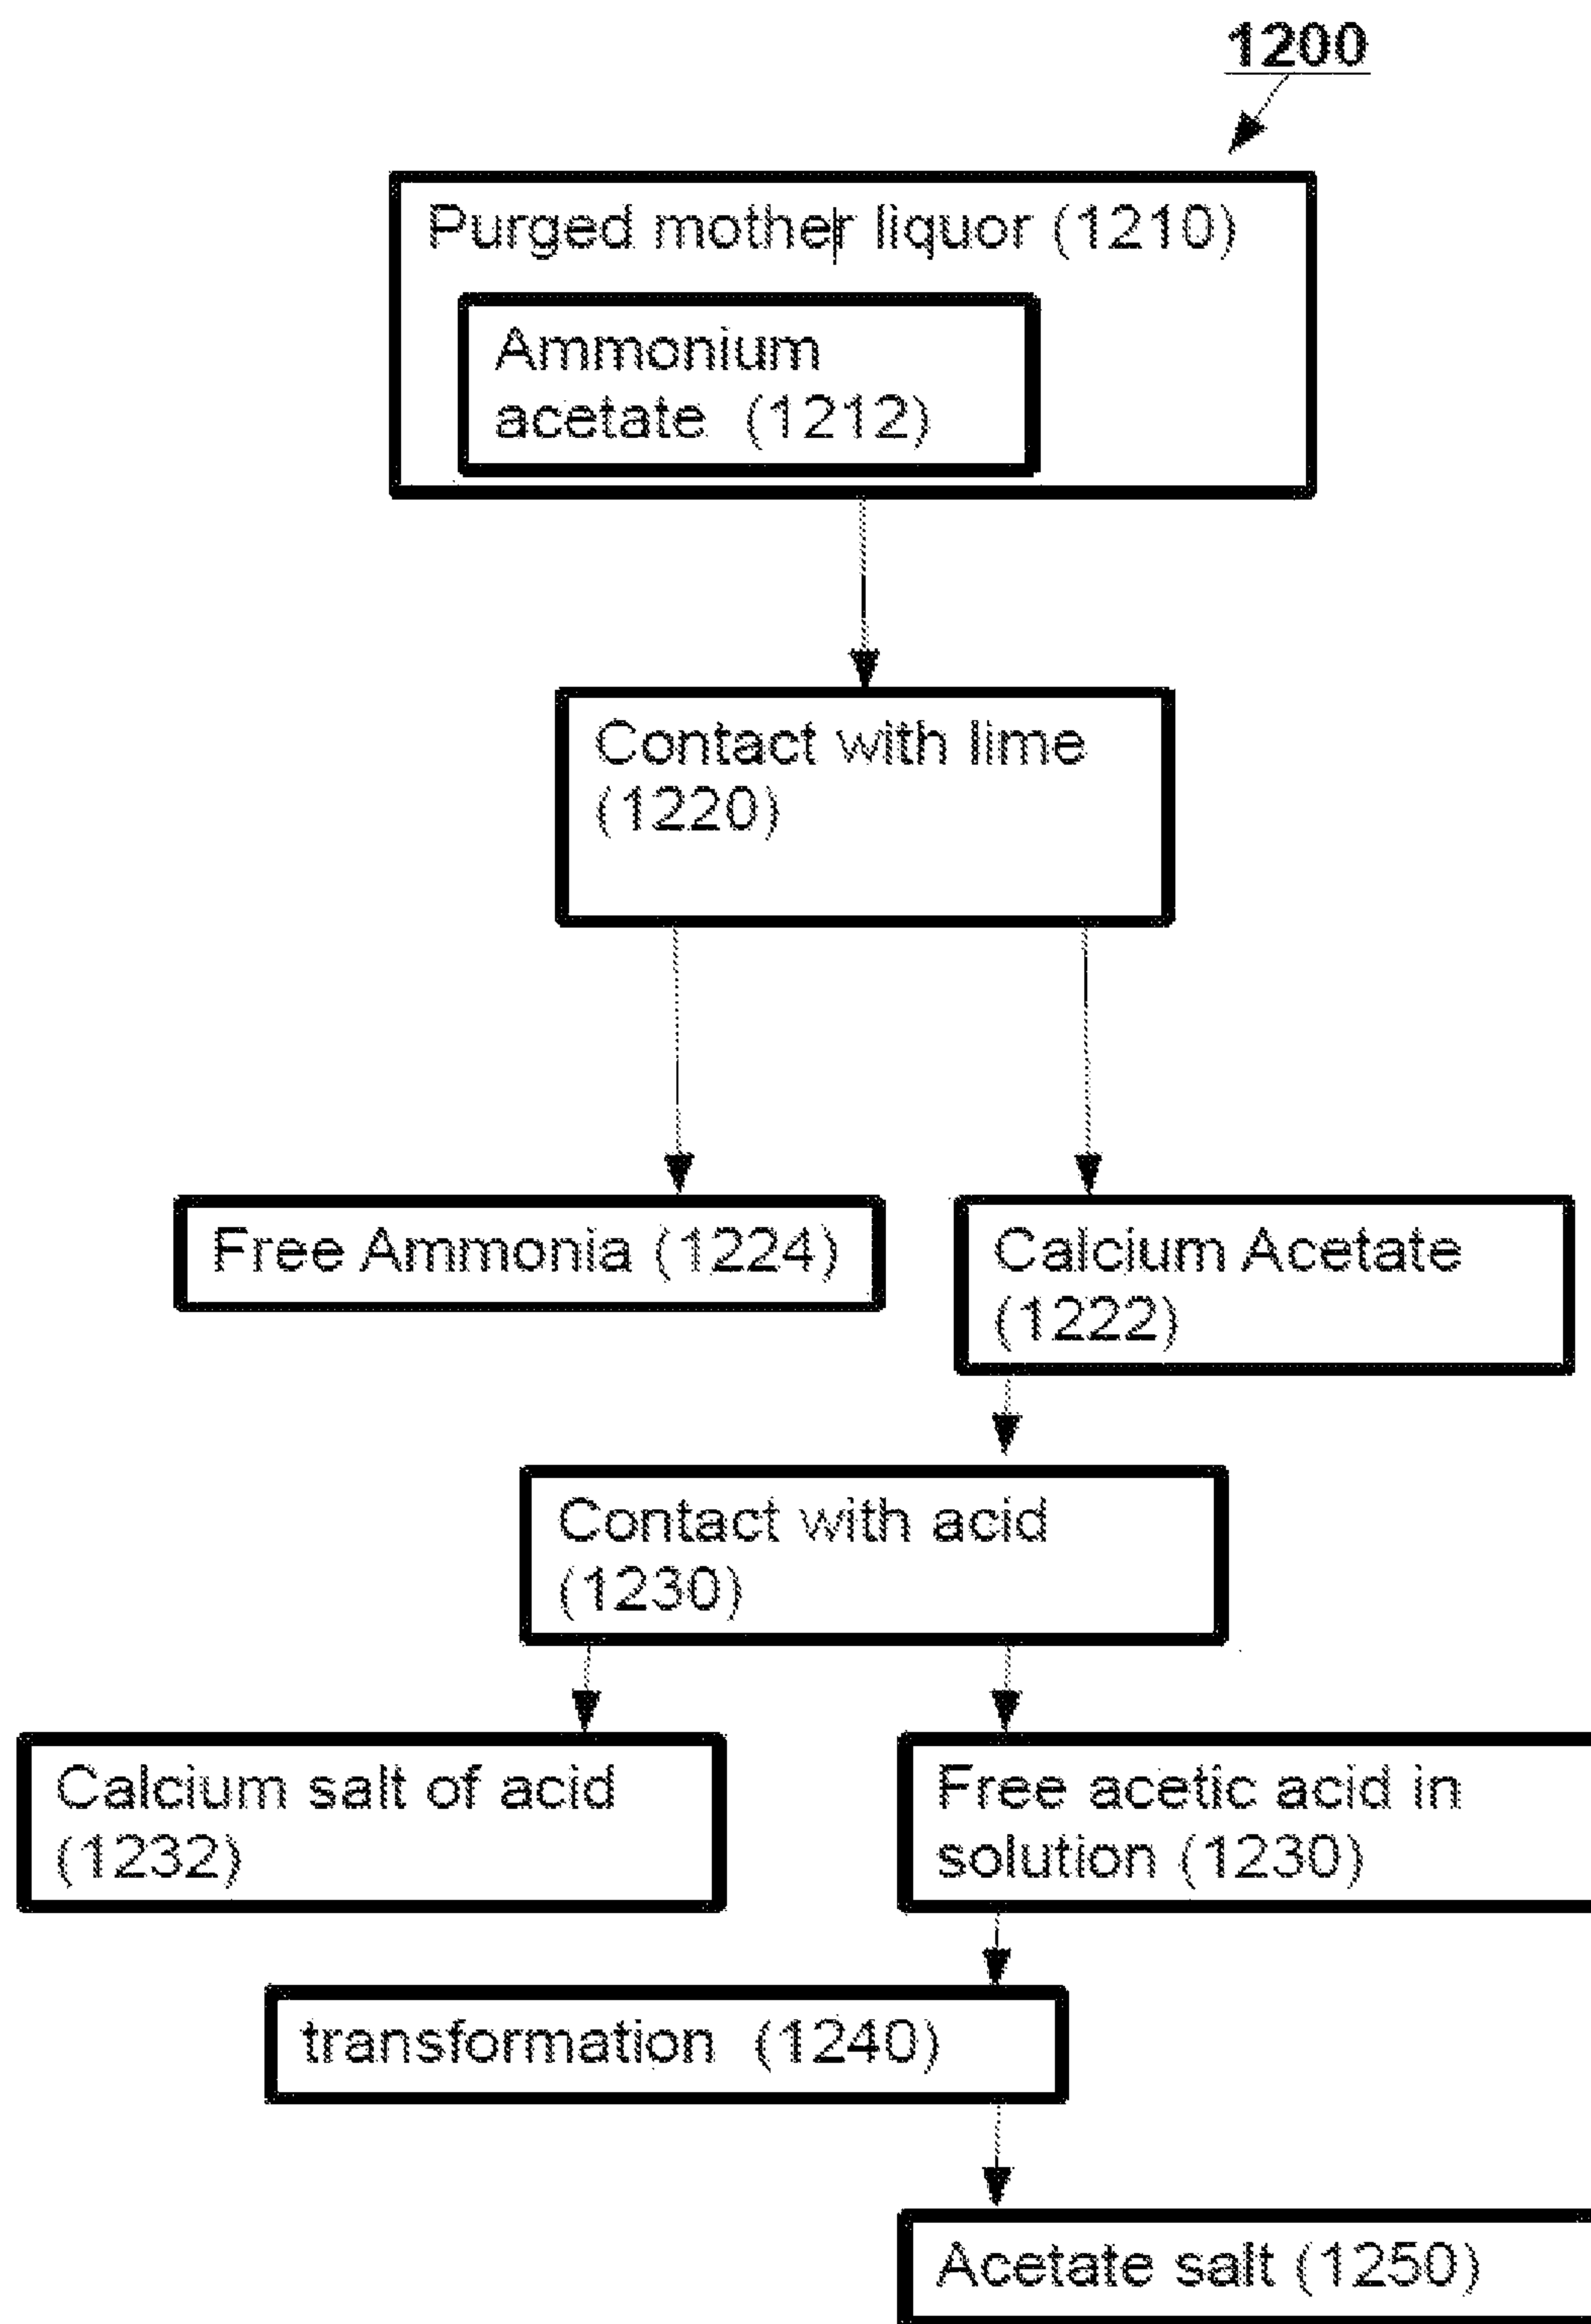 1200
Purged mother liquor (1210)
Ammonium
acetate (1212)
Contact with lime
(1220)
Free Ammonia (1224)
Calcium Acetate
(1222)
Contact with acid
(1230)
Calcium salt of acid
(1232)
Free acetic acid in
solution (1230)
transformation (1240)
Acetate salt (1250)